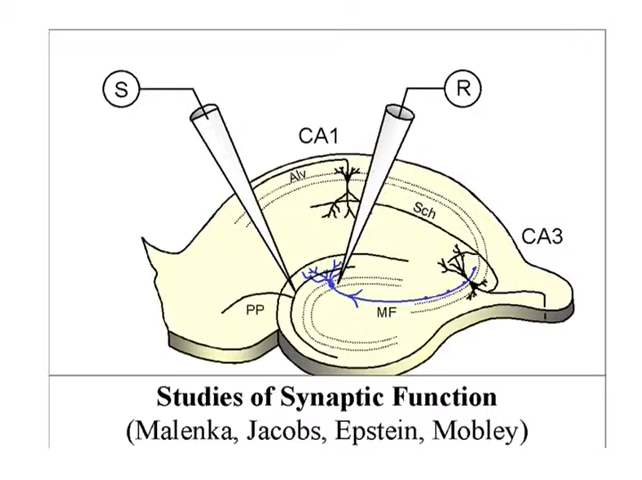 S
R
CA1
Alv
Sch
CA3
PP
MF
Studies of Synaptic Function
(Malenka, Jacobs, Epstein, Mobley)